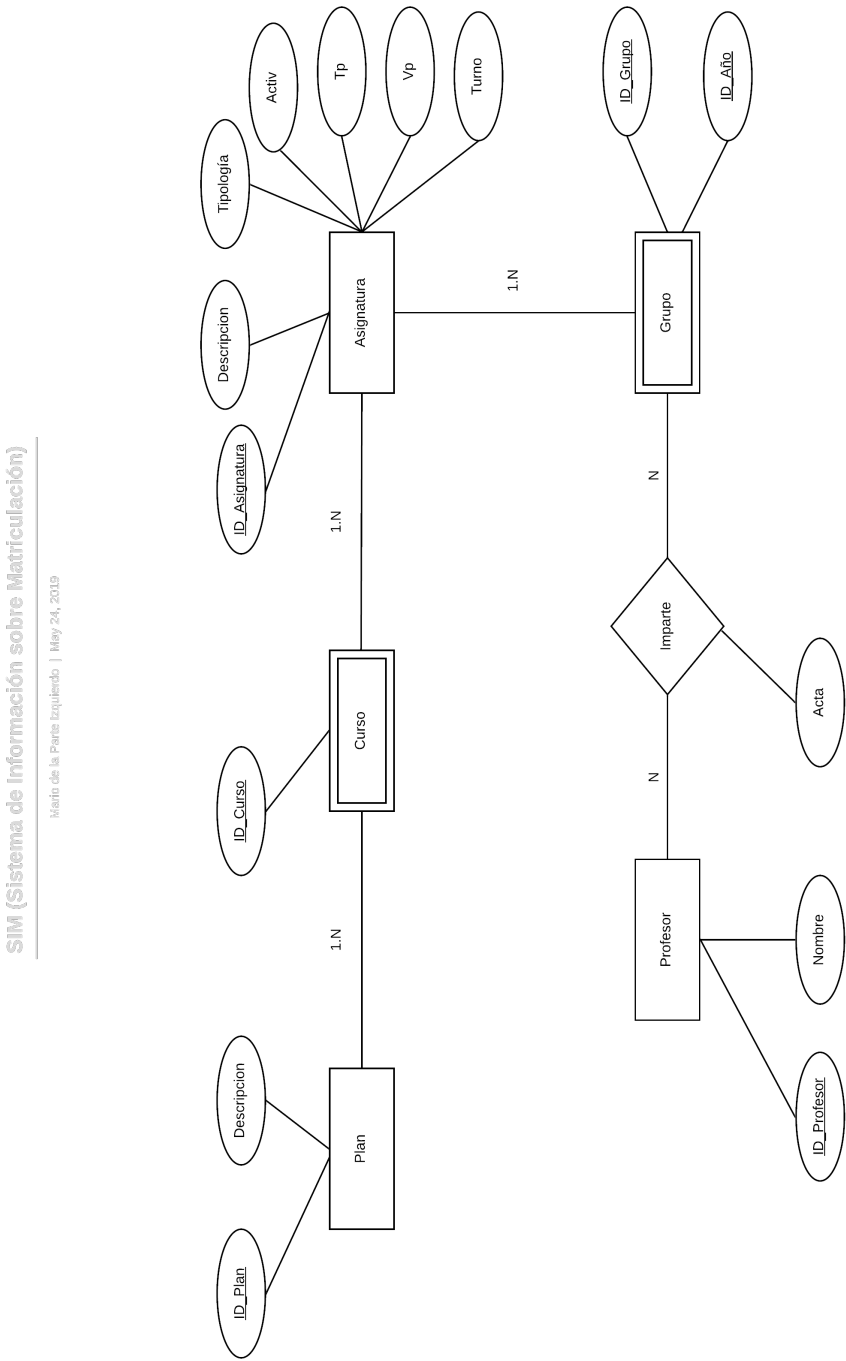 SIM (Sistema de Información sobre Matriculación)
Mario de la Parte Izquierdo | May 24, 2019
ID_Plan
Descripcion
ID_Curso
ID_Asignatura
Descripcion
Tipología
Activ
Tp
Vp
Turno
Plan
1.N
Curso
1.N
Asignatura
1.N
Profesor
N
Imparte
N
Grupo
ID_Grupo
ID_Año
ID_Profesor
Nombre
Acta